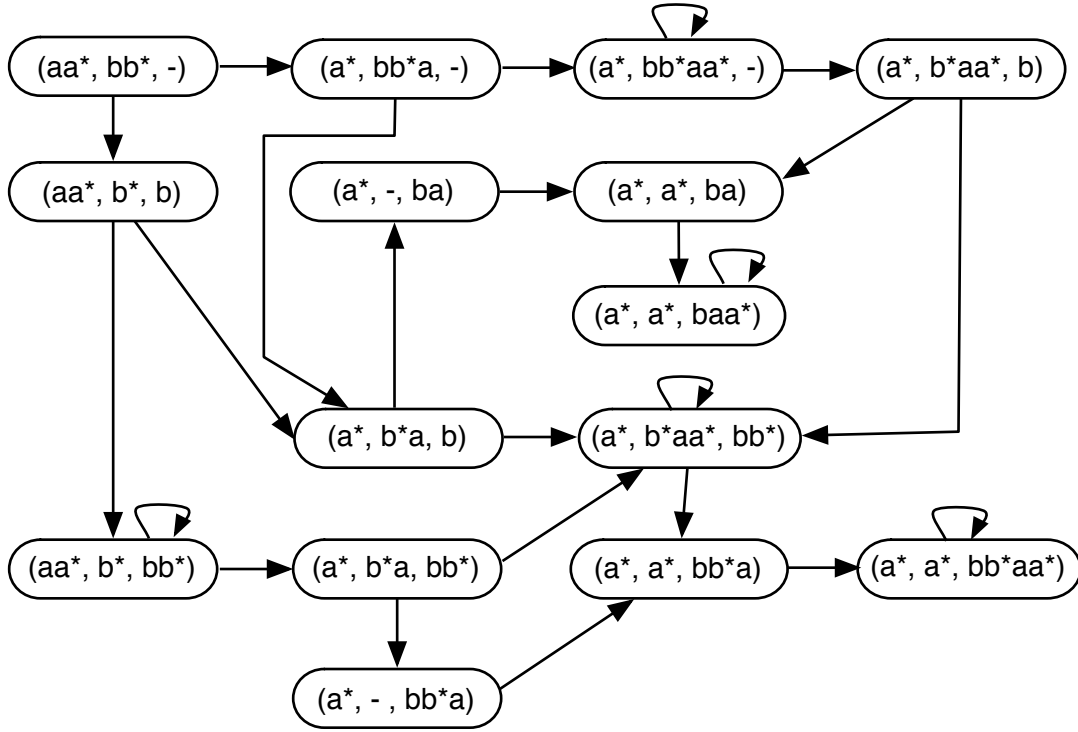 (aa*, bb*, -)
(a*, bb*a, -)
(a*, bb*aa*, -)
(a*, b*aa*, b)
(aa*, b*, b)
(a*, -, ba)
(a*, a*, ba)
(a*, a*, baa*)
(a*, b*a, b)
(a*, b*aa*, bb*)
(aa*, b*, bb*)
(a*, b*a, bb*)
(a*, a*, bb*a)
(a*, a*, bb*aa*)
(a*, - , bb*a)